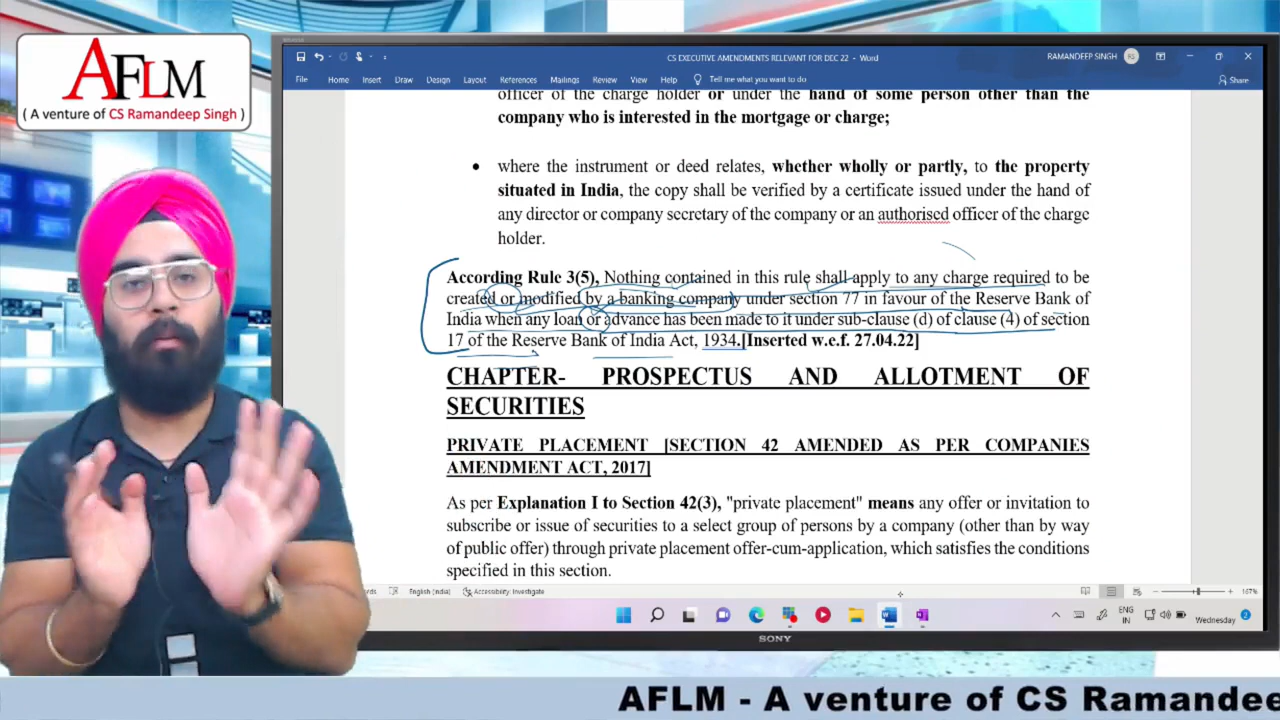 AFLM
( A venture of CS Ramandeep Singh )
CS EXECUTIVE AMENDMENTS RELEVANT FOR DEC 22 - Word
RAMANDEEP SINGH
File Home Insert Draw Design Layout References Mailings Review View Help Tell me what you want to do
Share
officer of the charge holder or under the hand of some person other than the
company who is interested in the mortgage or charge;
• where the instrument or deed relates, whether wholly or partly, to the property
situated in India, the copy shall be verified by a certificate issued under the hand of
any director or company secretary of the company or an authorised officer of the charge
holder.
According Rule 3(5), Nothing contained in this rule shall apply to any charge required to be
created or modified by a banking company under section 77 in favour of the Reserve Bank of
India when any loan or advance has been made to it under sub-clause (d) of clause (4) of section
17 of the Reserve Bank of India Act, 1934.[Inserted w.e.f. 27.04.22]
CHAPTER- PROSPECTUS AND ALLOTMENT OF
SECURITIES
PRIVATE PLACEMENT [SECTION 42 AMENDED AS PER COMPANIES
AMENDMENT ACT, 2017]
As per Explanation I to Section 42(3), "private placement" means any offer or invitation to
subscribe or issue of securities to a select group of persons by a company (other than by way
of public offer) through private placement offer-cum-application, which satisfies the conditions
specified in this section.
English (India) Accessibility: Investigate
167%
ENG
IN
Wednesday
2
SONY
AFLM - A venture of CS Ramandee